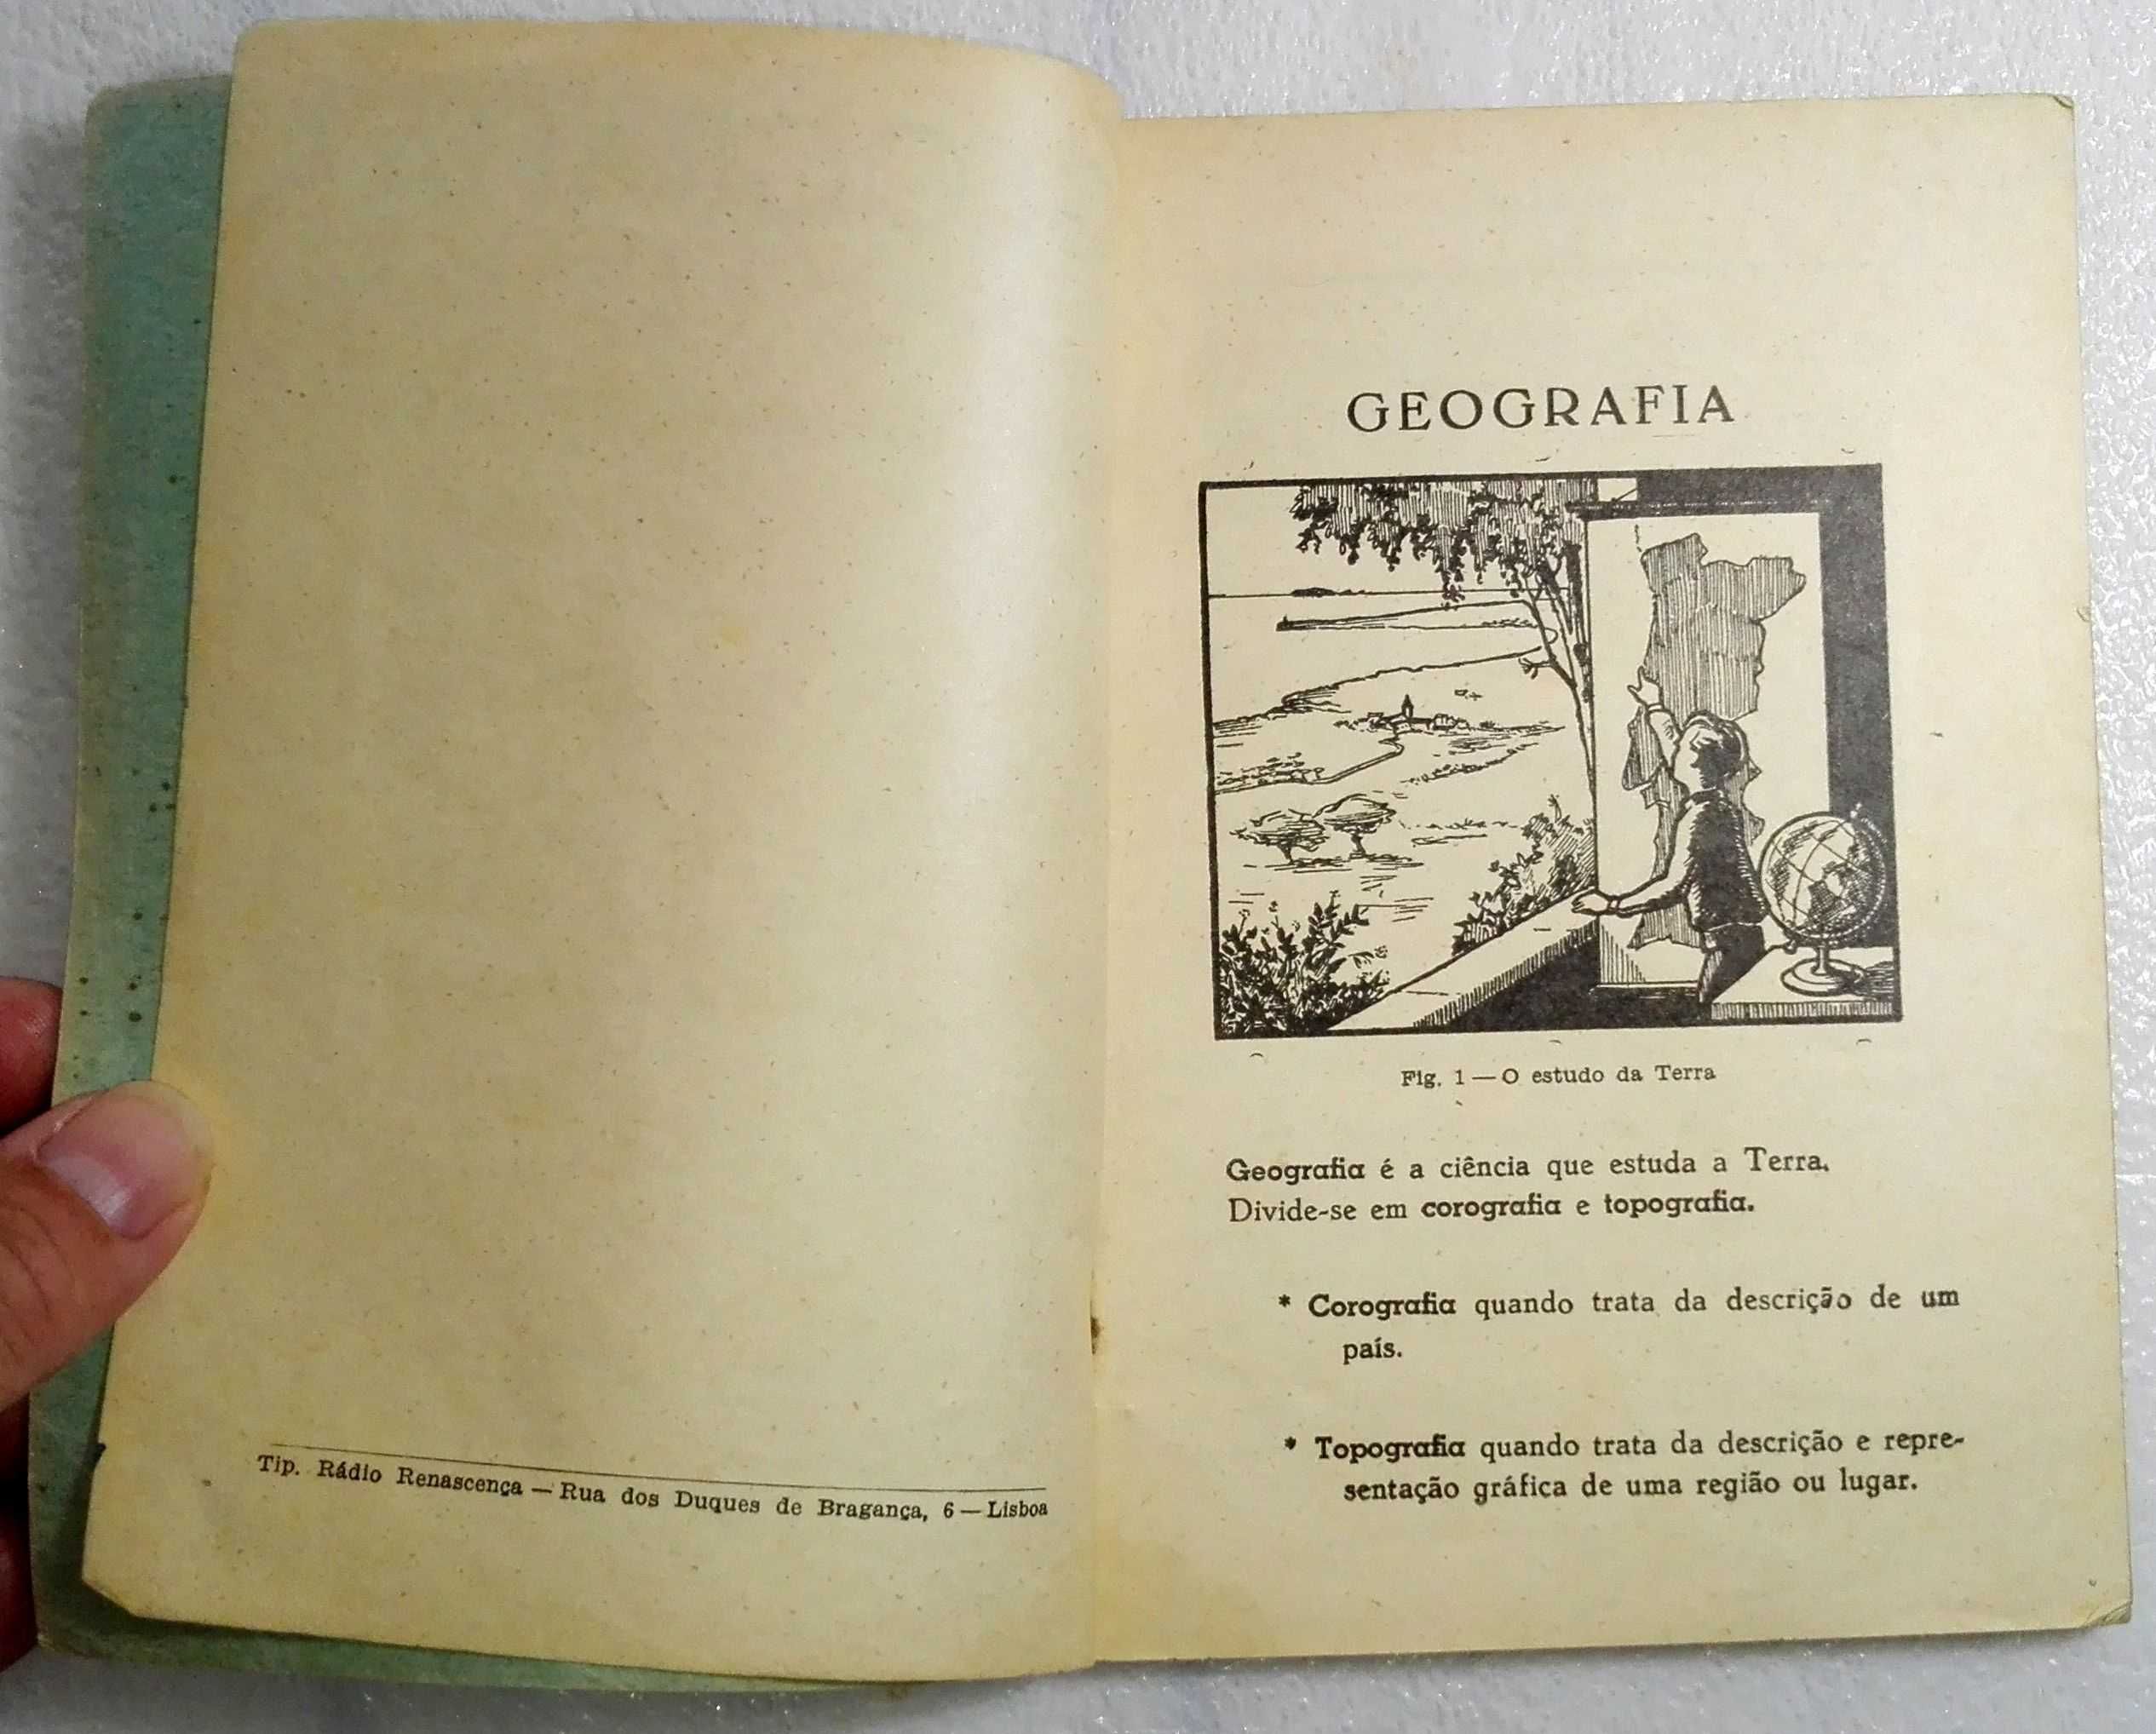 Tip. Rádio Renascença — Rua dos Duques de Bragança, 6 — Lisboa
GEOGRAFIA
Fig. 1 — O estudo da Terra
Geografia é a ciência que estuda a Terra.
Divide-se em corografia e topografia.
* Corografia quando trata da descrição de um
país.
* Topografia quando trata da descrição e repre-
sentação gráfica de uma região ou lugar.